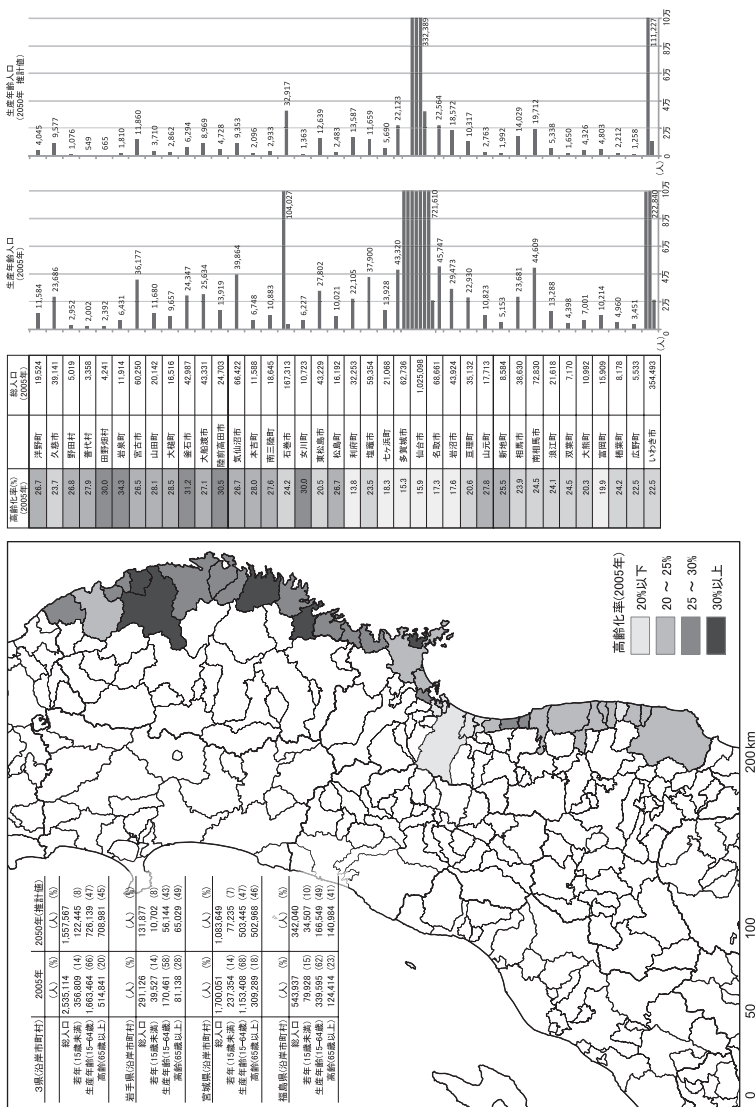 3県(沿岸市町村) 2005年 2050年(推計値)
(人) (%) (人) (%)
総人口 2,535,114 1,557,567
若年(15歳未満) 356,809 (14) 122,445 (8)
生産年齢(15−64歳) 1,663,464 (66) 726,139 (47)
高齢(65歳以上) 514,841 (20) 708,981 (45)
岩手県(沿岸市町村) (人) (%) (人) (%)
総人口 291,126 131,877
若年(15歳未満) 39,527 (14) 10,702 (8)
生産年齢(15−64歳) 170,461 (58) 56,144 (43)
高齢(65歳以上) 81,138 (28) 65,029 (49)
宮城県(沿岸市町村) (人) (%) (人) (%)
総人口 1,700,051 1,083,649
若年(15歳未満) 237,354 (14) 77,235 (7)
生産年齢(15−64歳) 1,153,408 (68) 503,445 (47)
高齢(65歳以上) 309,289 (18) 502,968 (46)
福島県(沿岸市町村) (人) (%) (人) (%)
総人口 543,937 342,040
若年(15歳未満) 79,928 (15) 34,507 (10)
生産年齢(15−64歳) 339,595 (62) 166,549 (49)
高齢(65歳以上) 124,414 (23) 140,984 (41)
0 50 100 200km
高齢化率(2005年)
20%以下
20 ~ 25%
25 ~ 30%
30%以上
高齢化率(%)
(2005年)
総人口
(2005年)
生産年齢人口
(2005年)
生産年齢人口
(2050年 推計値)
26.7 洋野町 19,524 11,584 4,045
23.7 久慈市 39,141 23,686 9,577
26.8 野田村 5,019 2,952 1,076
27.9 普代村 3,358 2,002 549
30.0 田野畑村 4,241 2,392 665
34.3 岩泉町 11,914 6,431 1,810
26.5 宮古市 60,250 36,177 11,860
28.1 山田町 20,142 11,680 3,710
28.5 大槌町 16,516 9,657 2,862
31.2 釜石市 42,987 24,347 6,294
27.1 大船渡市 43,331 25,634 8,969
30.5 陸前高田市 24,703 13,919 4,728
26.7 気仙沼市 66,422 39,864 9,353
28.0 本吉町 11,588 6,748 2,096
27.6 南三陸町 18,645 10,883 2,933
24.2 石巻市 167,313 104,027 32,917
30.0 女川町 10,723 6,227 1,363
20.5 東松島市 43,229 27,802 12,639
26.7 松島町 16,192 10,021 2,483
13.8 利府町 32,253 22,105 13,587
23.5 塩竈市 59,354 37,900 11,659
18.3 七ヶ浜町 21,068 13,928 5,690
15.3 多賀城市 62,736 43,320 22,123
15.9 仙台市 1,025,098 721,610 332,389
17.3 名取市 68,661 45,747 22,564
17.6 岩沼市 43,924 29,473 18,572
20.6 亘理町 35,132 22,930 10,317
27.8 山元町 17,713 10,823 2,763
25.5 新地町 8,584 5,153 1,992
23.9 相馬市 38,630 23,681 14,029
24.5 南相馬市 72,830 44,609 19,712
24.1 浪江町 21,618 13,288 5,338
24.5 双葉町 7,170 4,398 1,650
20.3 大熊町 10,992 7,001 4,326
19.9 富岡町 15,909 10,214 4,803
24.2 楢葉町 8,178 4,960 2,212
22.5 広野町 5,533 3,451 1,258
22.5 いわき市 354,493 222,840 111,227
(人) 0 2万 4万 6万 8万 10万
(人) 0 2万 4万 6万 8万 10万